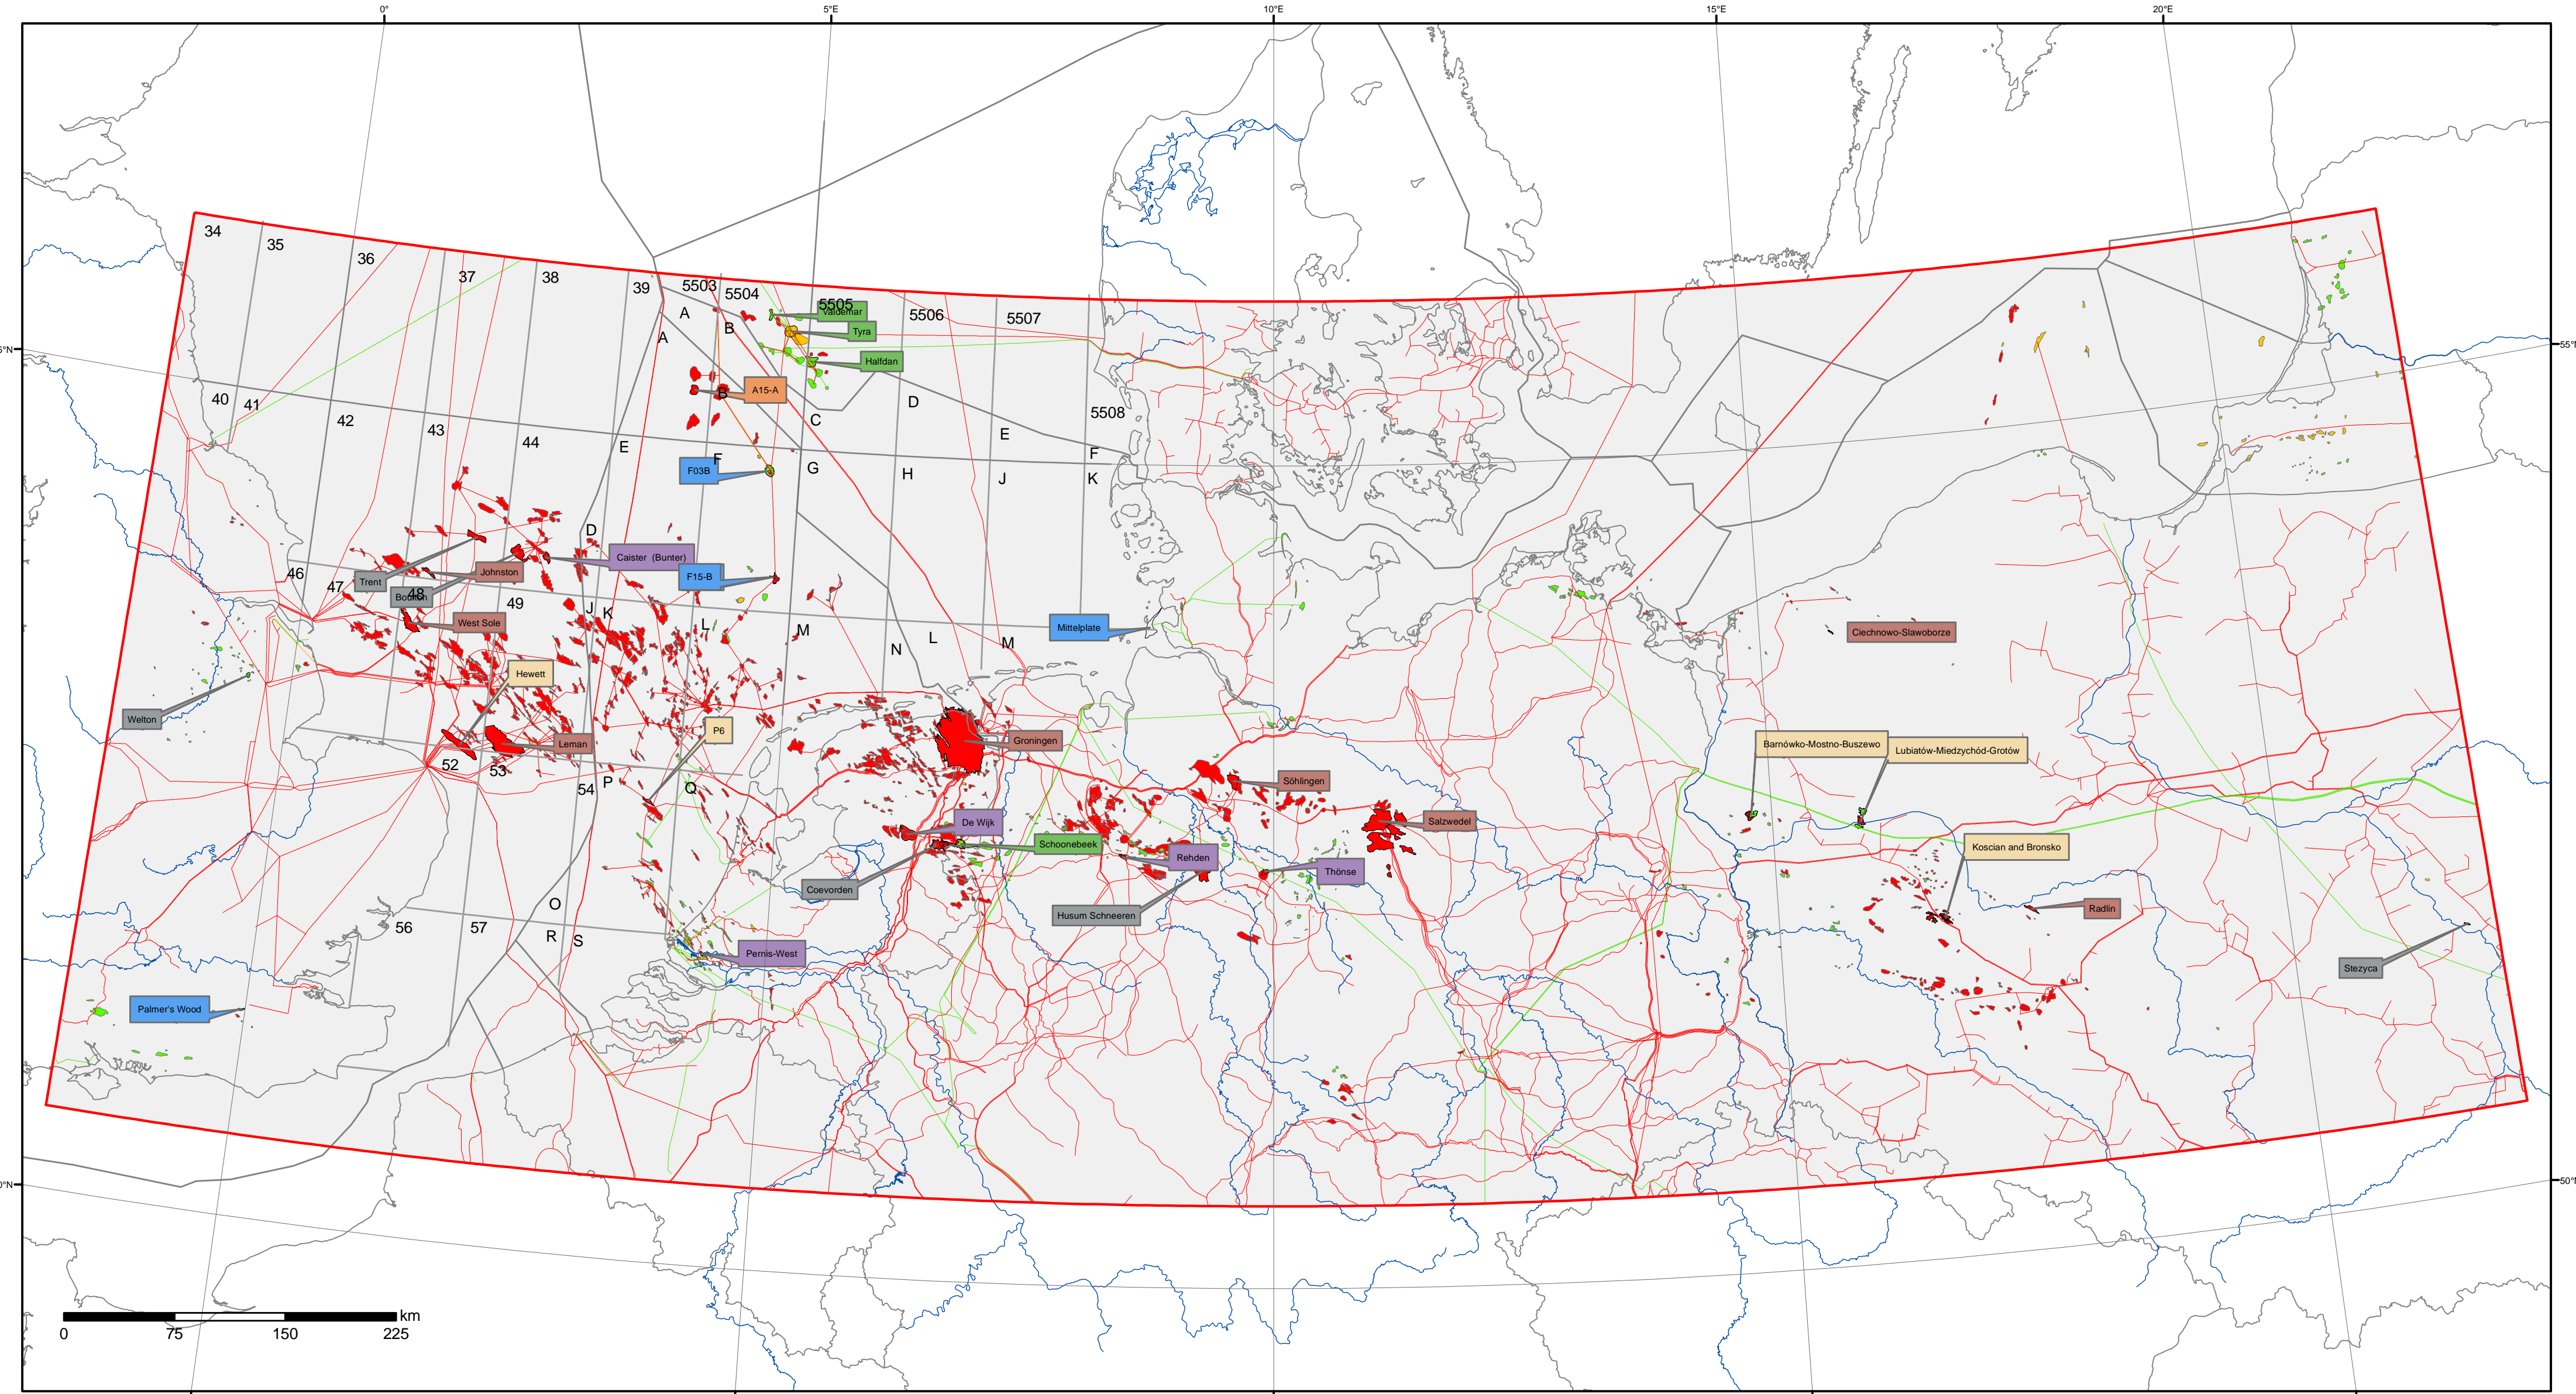 0°
5°E
10°E
15°E
20°E
34
35
36
37
38
39
5503
5504
5505
5506
5507
Valdemar
A
B
Tyra
A
5°N
55°
Halfdan
B
A15-A
40
41
42
43
44
C
D
5508
E
E
F
F
G
H
J
K
F03B
D
Caister (Bunter)
46
47
48
49
Trent
Johnston
Boulton
F15-B
J
K
L
M
N
L
M
West Sole
Mittelplate
Ciechnowo-Slawoborze
Hewett
Welton
P6
Leman
Groningen
Barnówko-Mostno-Buszewo
Lubiatów-Miedzychód-Grotów
52
53
54
P
Q
Söhlingen
De Wijk
Salzwedel
Schoonebeek
Koscian and Bronsko
Rehden
Thönse
Coevorden
O
Husum Schneeren
Radlin
56
57
R
S
Pernis-West
Stezyca
Palmer's Wood
0°N
50°N
km
0
75
150
225